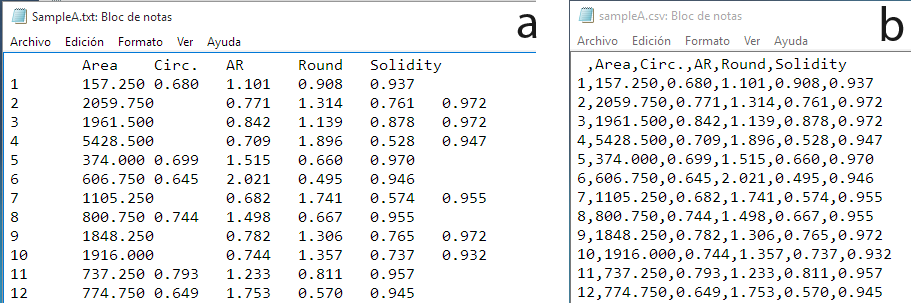 SampleA.txt: Bloc de notas
a
Archivo Edición Formato Ver Ayuda
Area Circ. AR Round Solidity
1 157.250 0.680 1.101 0.908 0.937
2 2059.750 0.771 1.314 0.761 0.972
3 1961.500 0.842 1.139 0.878 0.972
4 5428.500 0.709 1.896 0.528 0.947
5 374.000 0.699 1.515 0.660 0.970
6 606.750 0.645 2.021 0.495 0.946
7 1105.250 0.682 1.741 0.574 0.955
8 800.750 0.744 1.498 0.667 0.955
9 1848.250 0.782 1.306 0.765 0.972
10 1916.000 0.744 1.357 0.737 0.932
11 737.250 0.793 1.233 0.811 0.957
12 774.750 0.649 1.753 0.570 0.945
sampleA.csv: Bloc de notas
b
Archivo Edición Formato Ver Ayuda
,Area,Circ.,AR,Round,Solidity
1,157.250,0.680,1.101,0.908,0.937
2,2059.750,0.771,1.314,0.761,0.972
3,1961.500,0.842,1.139,0.878,0.972
4,5428.500,0.709,1.896,0.528,0.947
5,374.000,0.699,1.515,0.660,0.970
6,606.750,0.645,2.021,0.495,0.946
7,1105.250,0.682,1.741,0.574,0.955
8,800.750,0.744,1.498,0.667,0.955
9,1848.250,0.782,1.306,0.765,0.972
10,1916.000,0.744,1.357,0.737,0.932
11,737.250,0.793,1.233,0.811,0.957
12,774.750,0.649,1.753,0.570,0.945